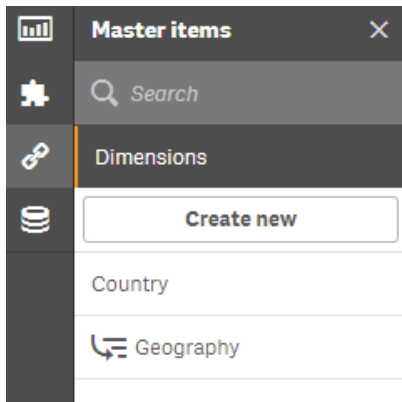 Master items
Search
Dimensions
Create new
Country
Geography